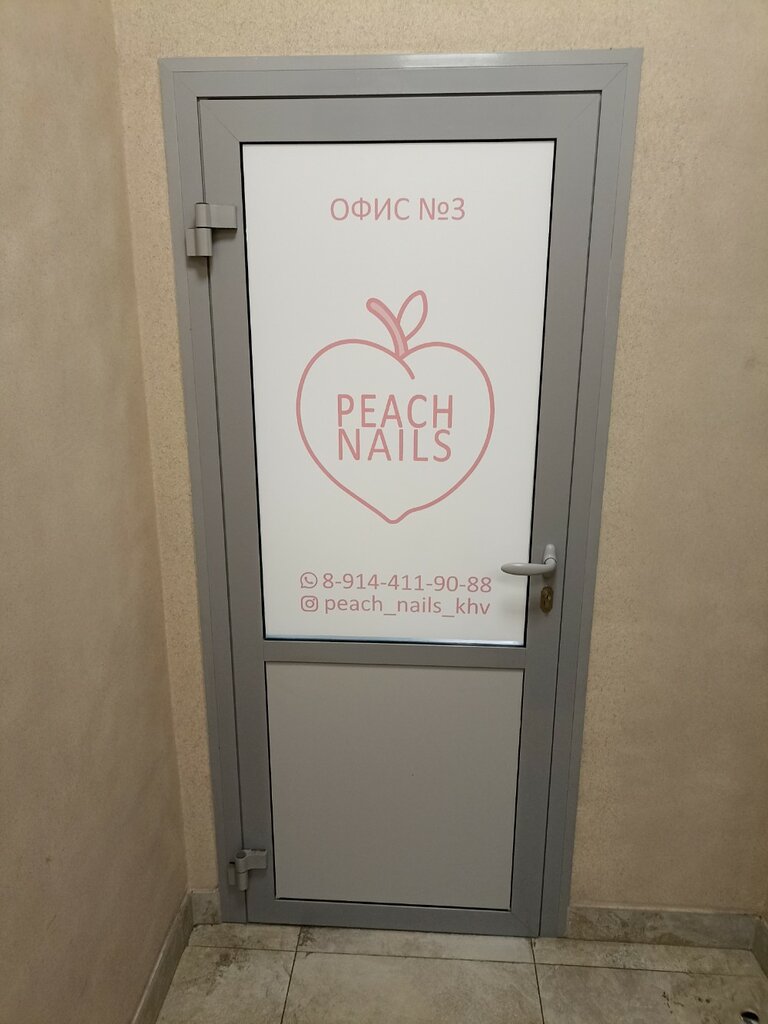 ОФИС №3
PEACH
NAILS
8-914-411-90-88
peach_nails_khv